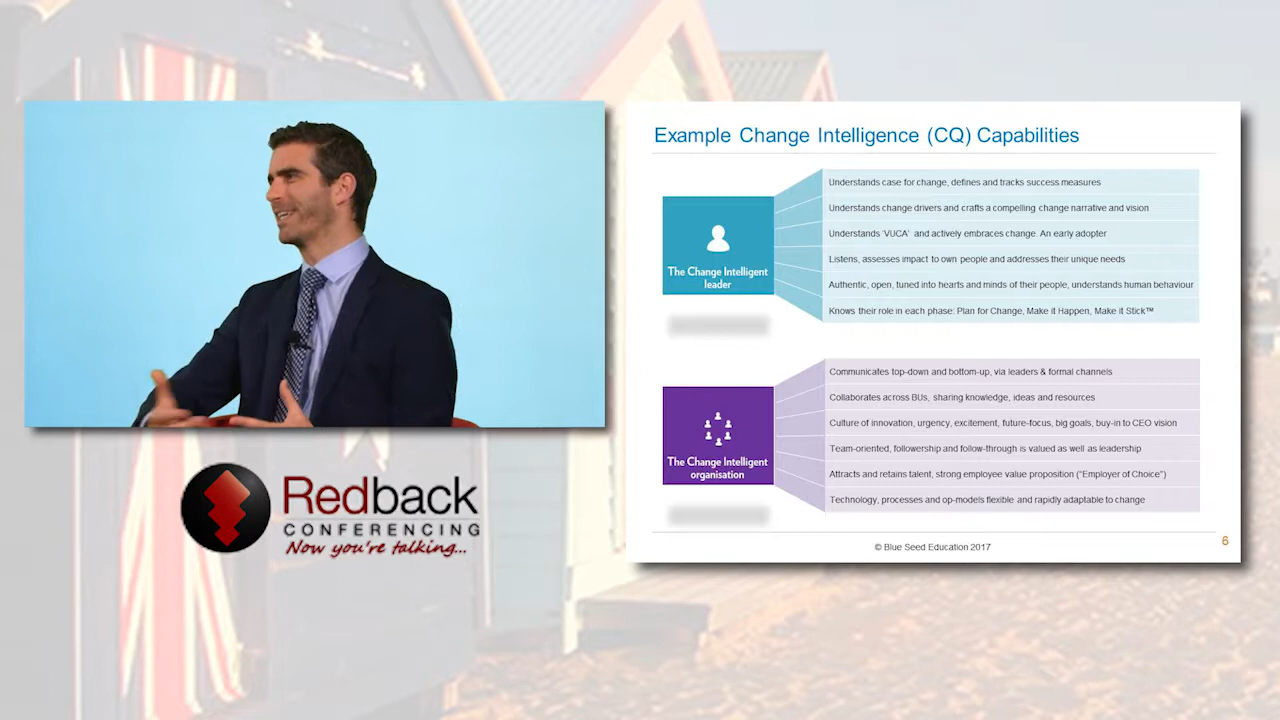 Redback
CONFERENCING
Now you're talking...
Example Change Intelligence (CQ) Capabilities
The Change Intelligent
leader
Understands case for change, defines and tracks success measures
Understands change drivers and crafts a compelling change narrative and vision
Understands 'VUCA' and actively embraces change. An early adopter
Listens, assesses impact to own people and addresses their unique needs
Authentic, open, tuned into hearts and minds of their people, understands human behaviour
Knows their role in each phase: Plan for Change, Make it Happen, Make it Stick™
The Change Intelligent
organisation
Communicates top-down and bottom-up, via leaders & formal channels
Collaborates across BUs, sharing knowledge, ideas and resources
Culture of innovation, urgency, excitement, future-focus, big goals, buy-in to CEO vision
Team-oriented, followership and follow-through is valued as well as leadership
Attracts and retains talent, strong employee value proposition ("Employer of Choice")
Technology, processes and op-models flexible and rapidly adaptable to change
© Blue Seed Education 2017
6